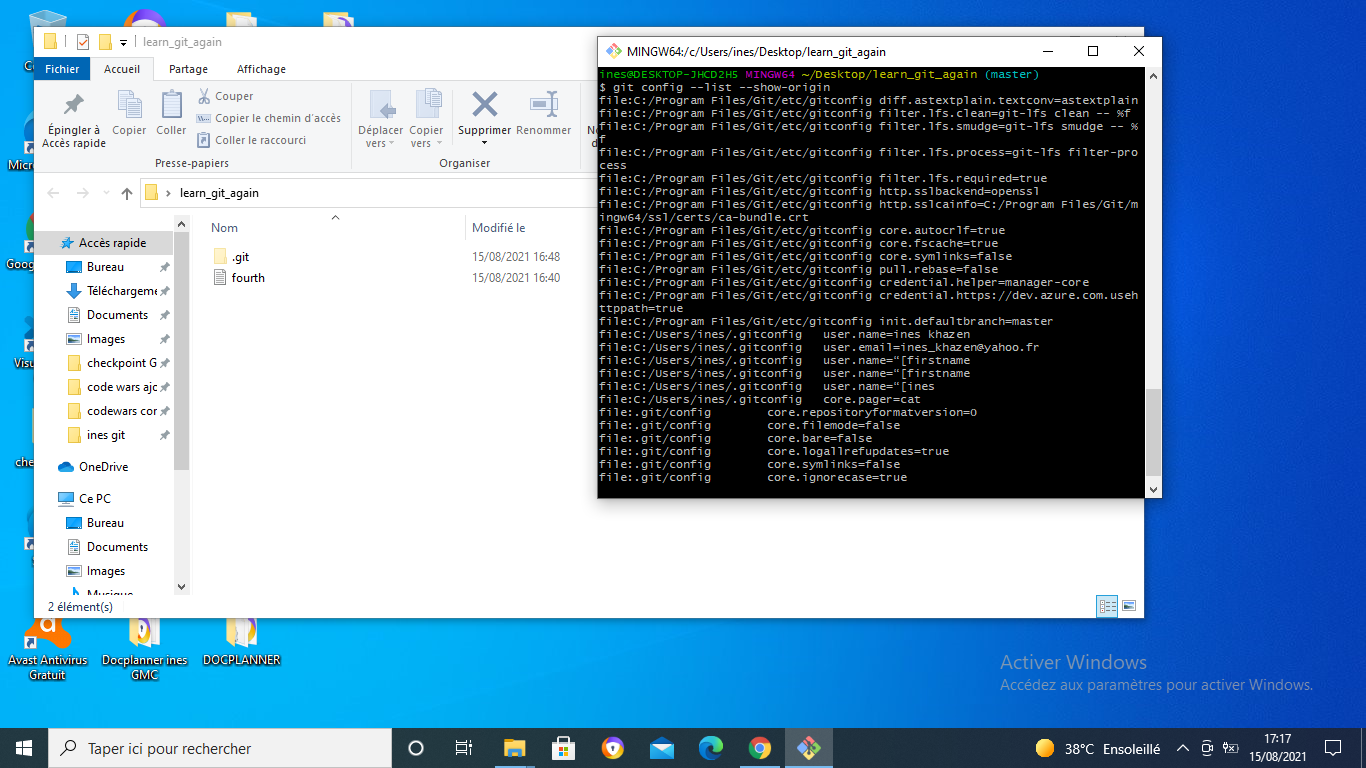 learn_git_again
Fichier
Accueil
Partage
Affichage
Épingler à
Accès rapide
Copier
Coller
Couper
Copier le chemin d'accès
Coller le raccourci
Déplacer
vers
Copier
vers
Supprimer
Renommer
Presse-papiers
Organiser
learn_git_again
Nom
Modifié le
.git
15/08/2021 16:48
fourth
15/08/2021 16:40
Accès rapide
Bureau
Téléchargeme
Documents
Images
checkpoint G
code wars ajc
codewars cor
ines git
OneDrive
Ce PC
Bureau
Documents
Images
Musique
2 élément(s)
MINGW64:/c/Users/ines/Desktop/learn_git_again
ines@DESKTOP-JHCD2H5 MINGW64 ~/Desktop/learn_git_again (master)
$ git config --list --show-origin
file:C:/Program Files/Git/etc/gitconfig diff.astextplain.textconv=astextplain
file:C:/Program Files/Git/etc/gitconfig filter.lfs.clean=git-lfs clean -- %f
file:C:/Program Files/Git/etc/gitconfig filter.lfs.smudge=git-lfs smudge -- %
f
file:C:/Program Files/Git/etc/gitconfig filter.lfs.process=git-lfs filter-pro
cess
file:C:/Program Files/Git/etc/gitconfig filter.lfs.required=true
file:C:/Program Files/Git/etc/gitconfig http.sslbackend=openssl
file:C:/Program Files/Git/etc/gitconfig http.sslcainfo=C:/Program Files/Git/m
ingw64/ssl/certs/ca-bundle.crt
file:C:/Program Files/Git/etc/gitconfig core.autocrlf=true
file:C:/Program Files/Git/etc/gitconfig core.fscache=true
file:C:/Program Files/Git/etc/gitconfig core.symlinks=false
file:C:/Program Files/Git/etc/gitconfig pull.rebase=false
file:C:/Program Files/Git/etc/gitconfig credential.helper=manager-core
file:C:/Program Files/Git/etc/gitconfig credential.https://dev.azure.com.useh
ttppath=true
file:C:/Program Files/Git/etc/gitconfig init.defaultbranch=master
file:C:/Users/ines/.gitconfig user.name=ines khazen
file:C:/Users/ines/.gitconfig user.email=ines_khazen@yahoo.fr
file:C:/Users/ines/.gitconfig user.name=“[firstname
file:C:/Users/ines/.gitconfig user.name=“[firstname
file:C:/Users/ines/.gitconfig user.name=“[ines
file:C:/Users/ines/.gitconfig core.pager=cat
file:.git/config core.repositoryformatversion=0
file:.git/config core.filemode=false
file:.git/config core.bare=false
file:.git/config core.logallrefupdates=true
file:.git/config core.symlinks=false
file:.git/config core.ignorecase=true
Avast Antivirus
Gratuit
Docplanner ines
GMC
DOCPLANNER
Activer Windows
Accédez aux paramètres pour activer Windows.
Taper ici pour rechercher
38°C Ensoleillé
17:17
15/08/2021